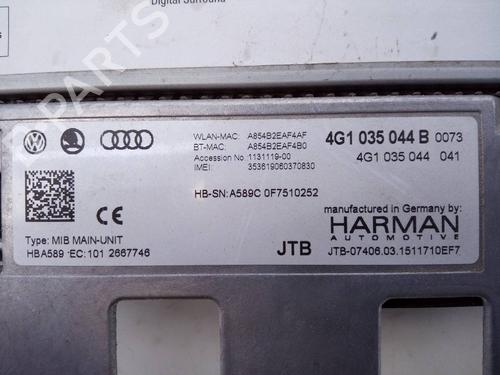 Digital Surround
s
WLAN-MAC: A854B2EAF4AF
BT-MAC: A854B2EAF4B0
Accession No: 1131119-00
IMEI: 353619060370830
4G1 035 044 B 0073
4G1 035 044 041
HB-SN: A589C 0F7510252
CE
manufactured in Germany by:
HARMAN
AUTOMOTIVE
Type: MIB MAIN-UNIT
HBA589 -EC: 101 2667746
JTB
JTB-07406.03.1511710EF7
B-PARTS